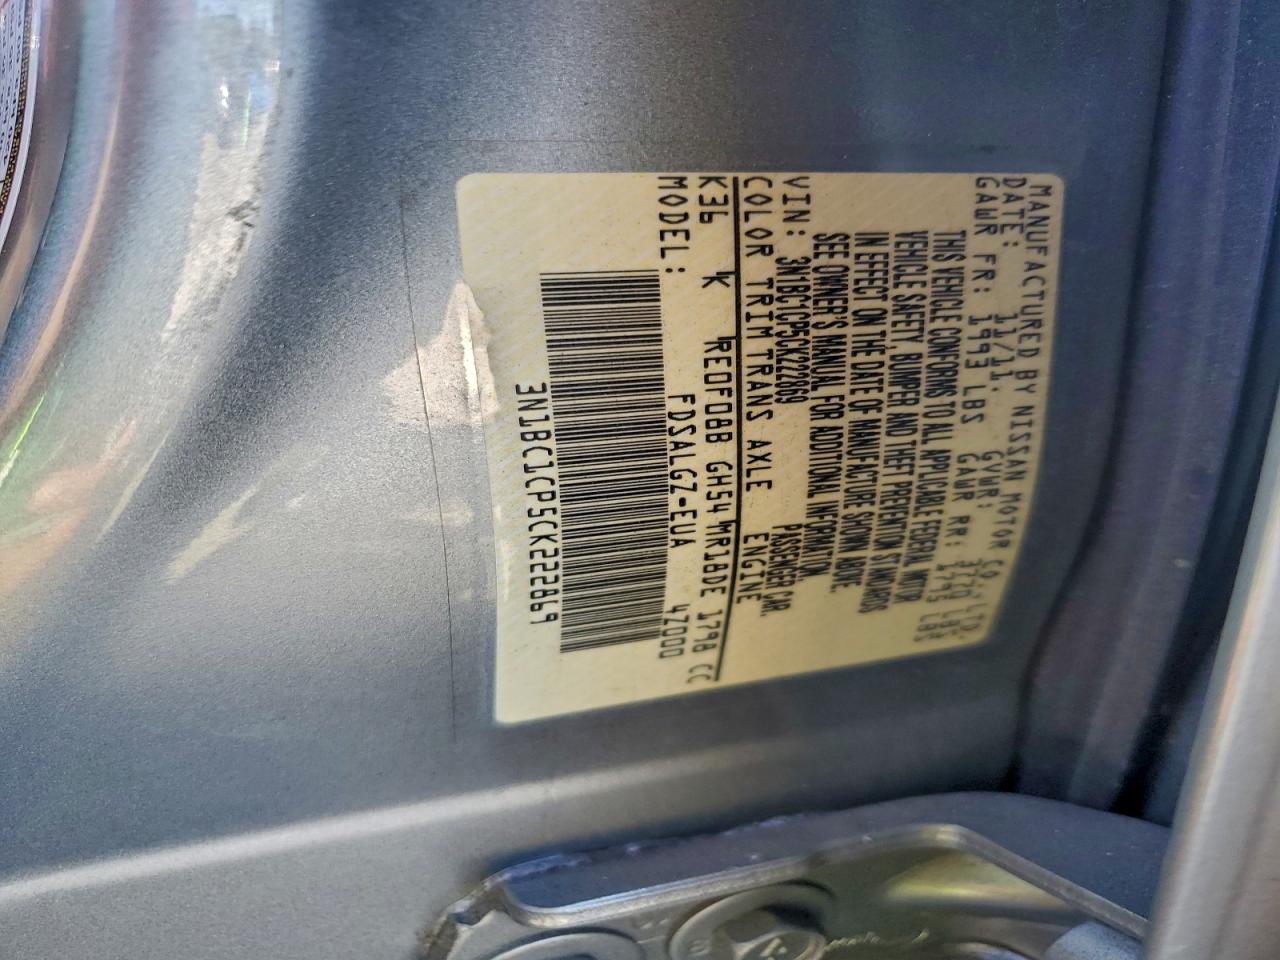 MANUFACTURED BY NISSAN MOTOR CO., LTD.
DATE: 11/11. GVWR: 3770 LBS
GAWR FR: 1993 LBS GAWR RR: 1795 LBS
THIS VEHICLE CONFORMS TO ALL APPLICABLE FEDERAL MOTOR
VEHICLE SAFETY, BUMPER AND THEFT PREVENTION STANDARDS
IN EFFECT ON THE DATE OF MANUFACTURE SHOWN ABOVE.
SEE OWNER'S MANUAL FOR ADDITIONAL INFORMATION.
VIN: 3N1BC1CP5CK222869 PASSENGER CAR.
COLOR TRIM TRANS AXLE ENGINE
K36 K RE0F08B GH54 MR18DE 1798 CC
MODEL: FDSALGZ-EUA 4Z000
3N1BC1CP5CK222869